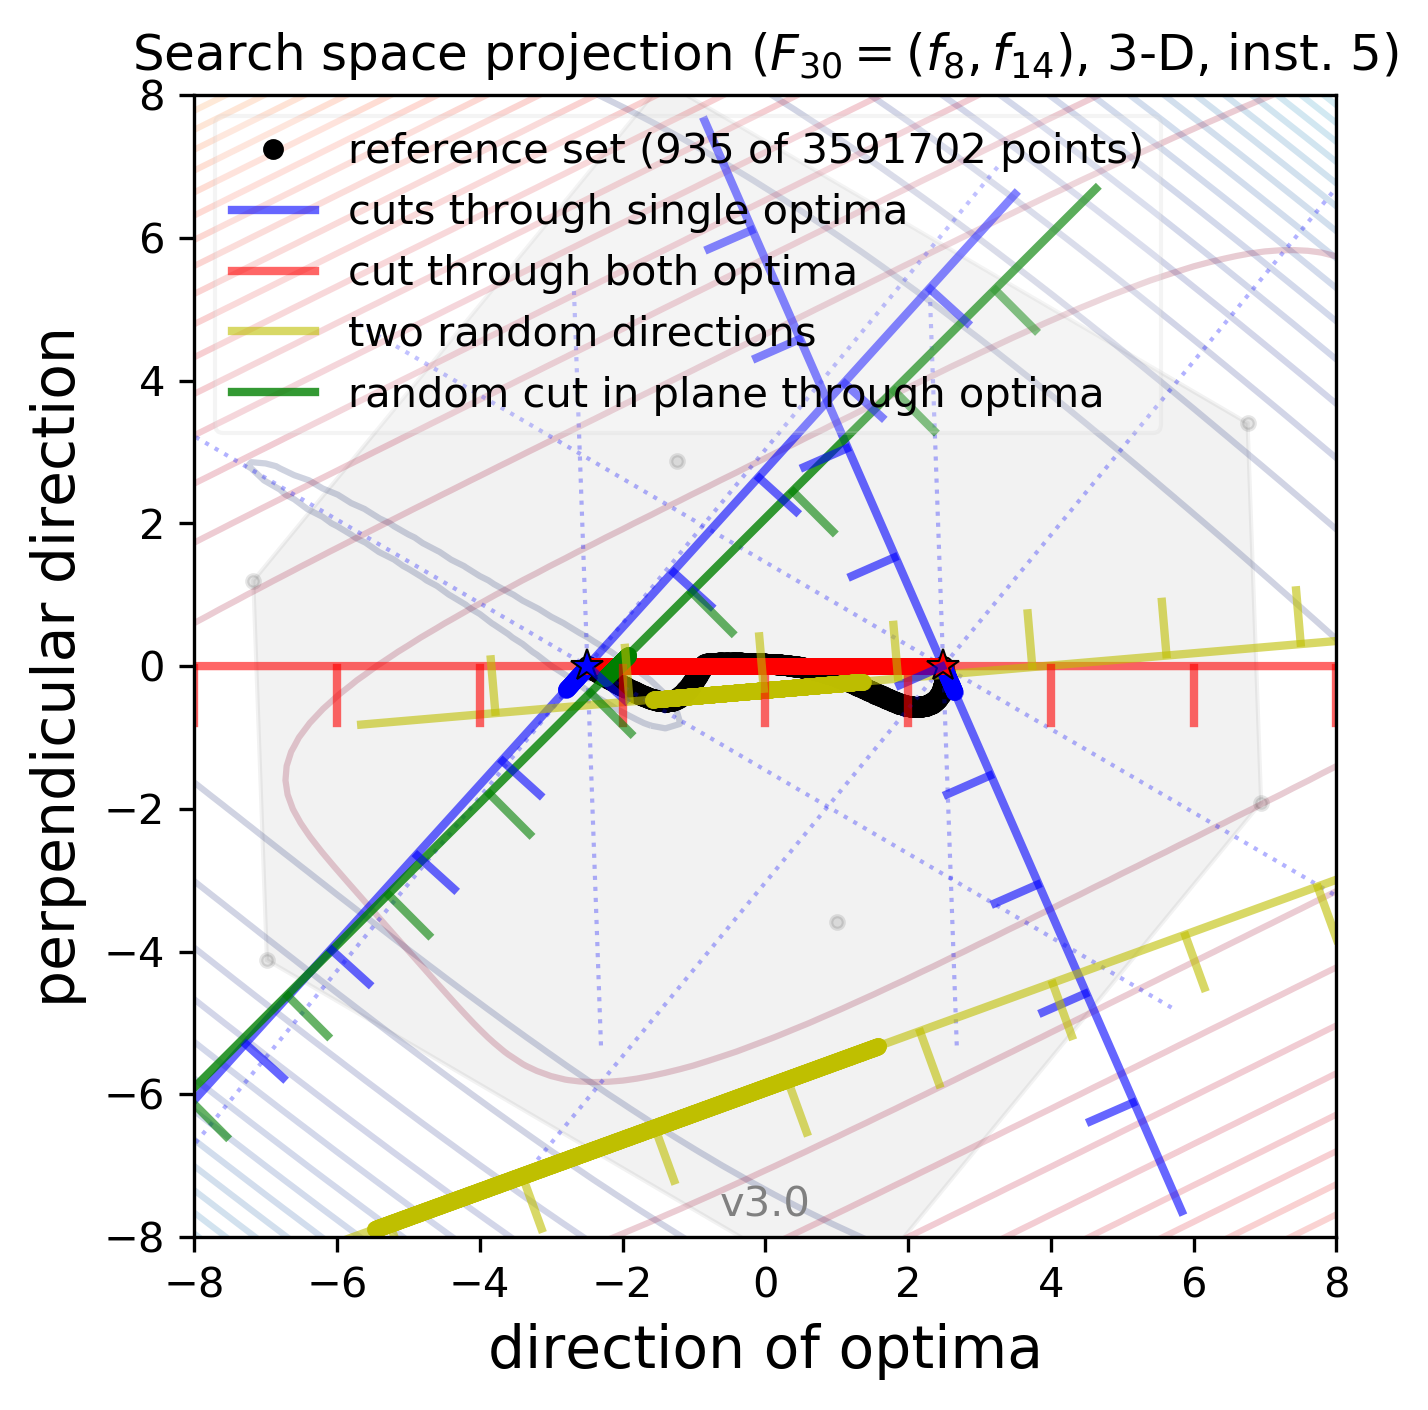 Search space projection (F30 = (f8, f14), 3-D, inst. 5)
8
6
4
2
0
−2
−4
−6
−8
perpendicular direction
reference set (935 of 3591702 points)
cuts through single optima
cut through both optima
two random directions
random cut in plane through optima
v3.0
−8 −6 −4 −2 0 2 4 6 8
direction of optima